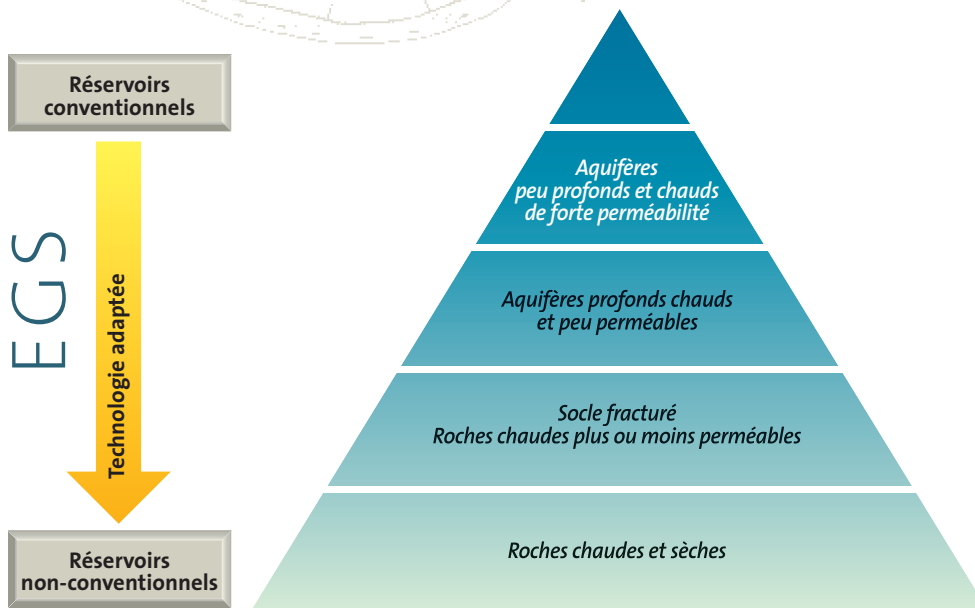 Réservoirs
conventionnels
EGS
Technologie adaptée
Réservoirs
non-conventionnels
Aquifères
peu profonds et chauds
de forte perméabilité
Aquifères profonds chauds
et peu perméables
Socle fracturé
Roches chaudes plus ou moins perméables
Roches chaudes et sèches